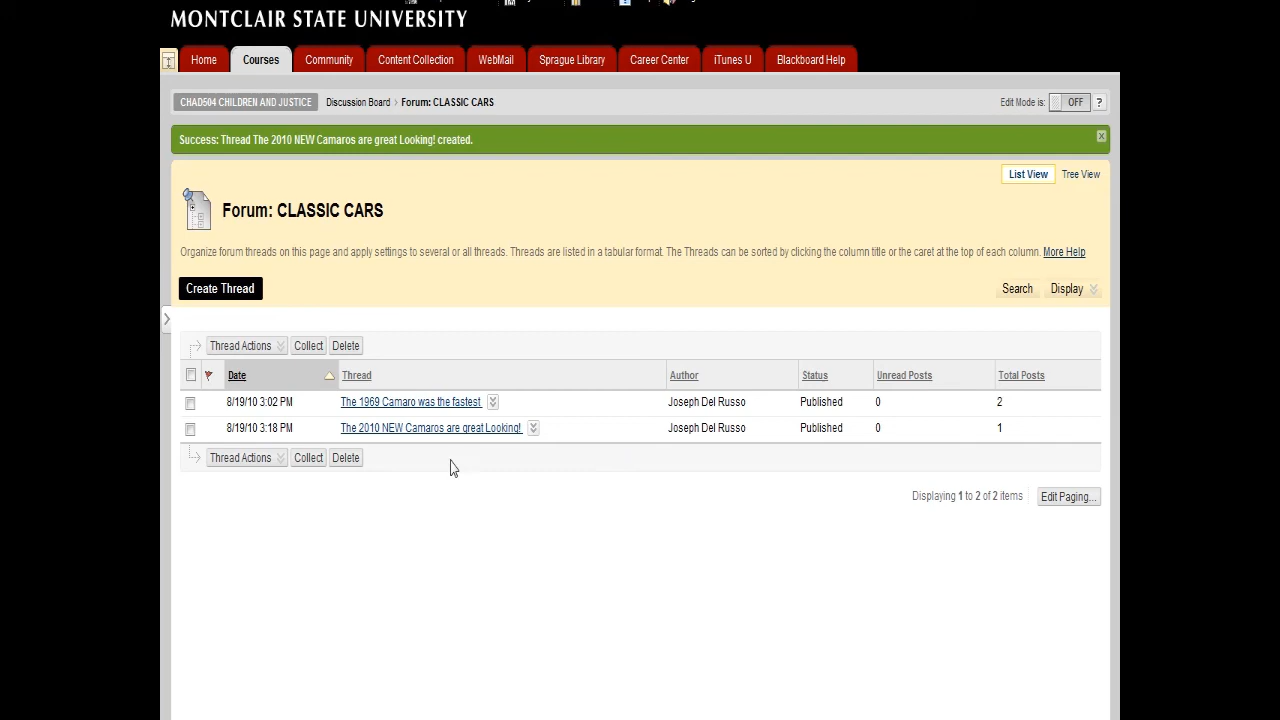 MONTCLAIR STATE UNIVERSITY
Home Courses Community Content Collection WebMail Sprague Library Career Center iTunes U Blackboard Help
CHAD504 CHILDREN AND JUSTICE Discussion Board > Forum: CLASSIC CARS Edit Mode is: OFF ?
Success: Thread The 2010 NEW Camaros are great Looking! created. X
List View Tree View
Forum: CLASSIC CARS
Organize forum threads on this page and apply settings to several or all threads. Threads are listed in a tabular format. The Threads can be sorted by clicking the column title or the caret at the top of each column. More Help
Create Thread Search Display
Thread Actions Collect Delete
Date Thread Author Status Unread Posts Total Posts
8/19/10 3:02 PM The 1969 Camaro was the fastest Joseph Del Russo Published 0 2
8/19/10 3:18 PM The 2010 NEW Camaros are great Looking! Joseph Del Russo Published 0 1
Thread Actions Collect Delete
Displaying 1 to 2 of 2 items Edit Paging...